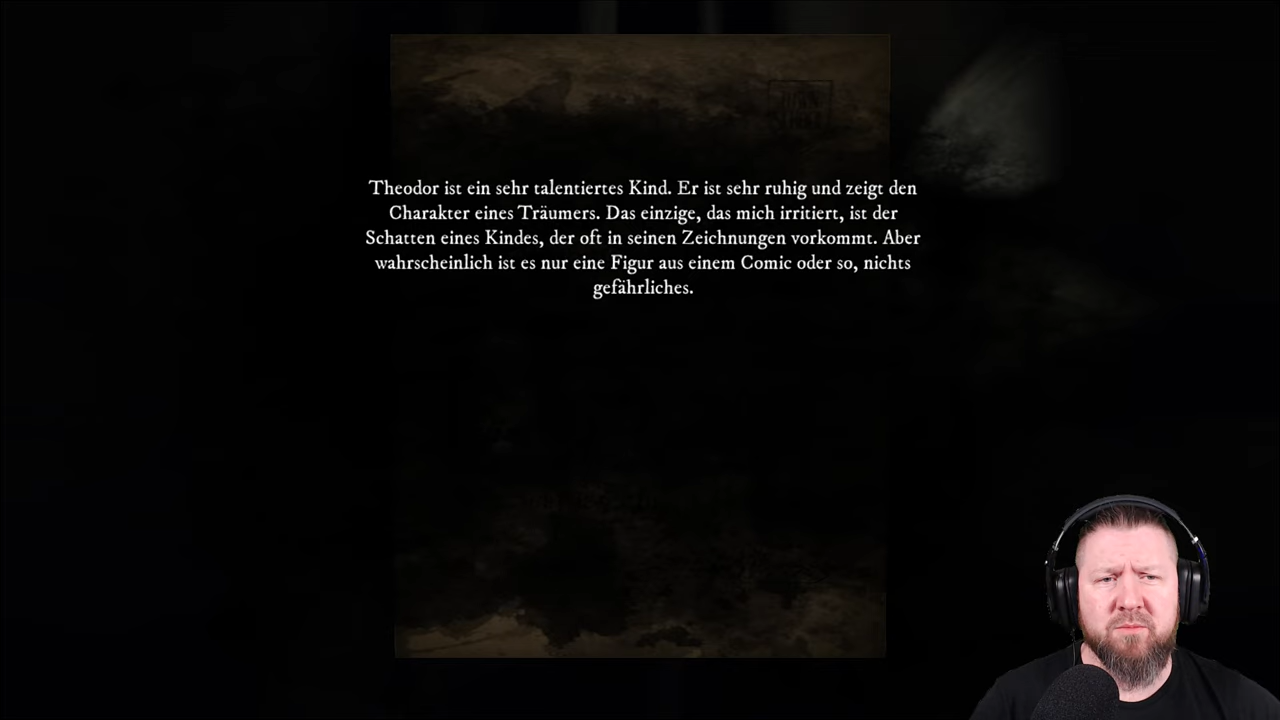 Theodor ist ein sehr talentiertes Kind. Er ist sehr ruhig und zeigt den
Charakter eines Träumers. Das einzige, das mich irritiert, ist der
Schatten eines Kindes, der oft in seinen Zeichnungen vorkommt. Aber
wahrscheinlich ist es nur eine Figur aus einem Comic oder so, nichts
gefährliches.